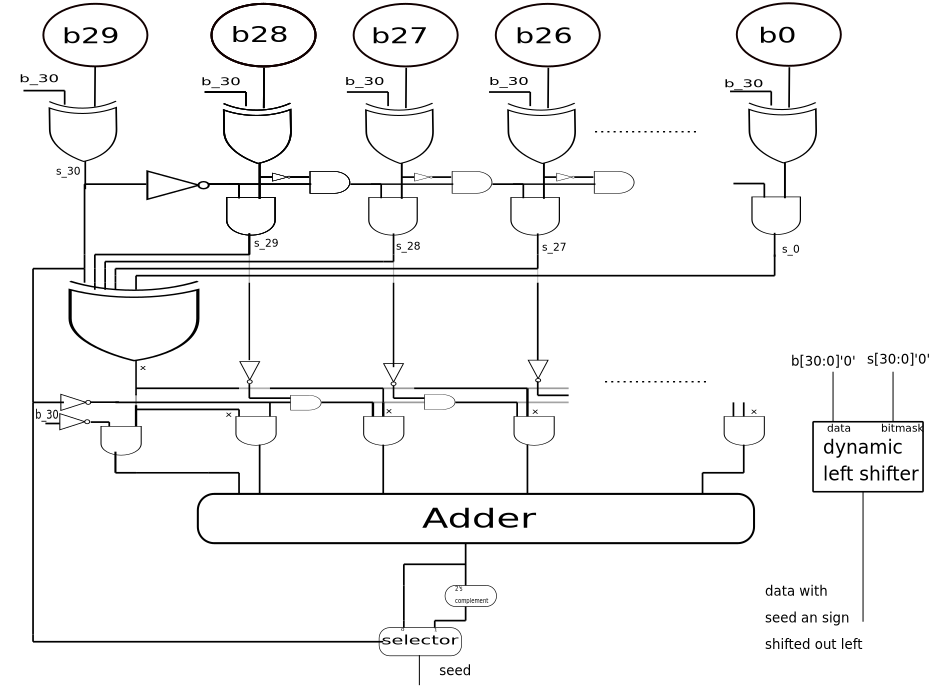 b29
b28
b27
b26
b0
b_30
b_30
b_30
b_30
b_30
s_30
s_29
s_28
s_27
s_0
x
b_30
x
x
x
x
b[30:0]'0'
s[30:0]'0'
data
bitmask
dynamic
left shifter
Adder
2's
complement
selector
seed
data with
seed an sign
shifted out left